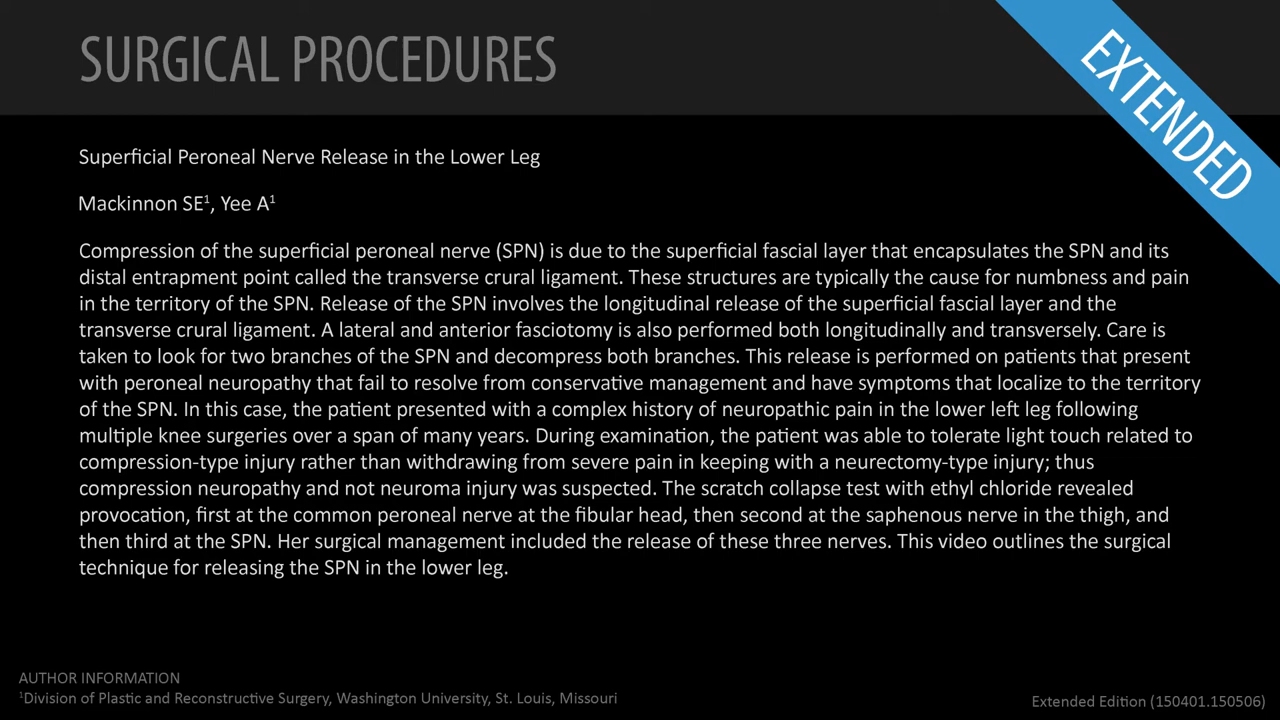 SURGICAL PROCEDURES
EXTENDED
Superficial Peroneal Nerve Release in the Lower Leg
Mackinnon SE¹, Yee A¹
Compression of the superficial peroneal nerve (SPN) is due to the superficial fascial layer that encapsulates the SPN and its
distal entrapment point called the transverse crural ligament. These structures are typically the cause for numbness and pain
in the territory of the SPN. Release of the SPN involves the longitudinal release of the superficial fascial layer and the
transverse crural ligament. A lateral and anterior fasciotomy is also performed both longitudinally and transversely. Care is
taken to look for two branches of the SPN and decompress both branches. This release is performed on patients that present
with peroneal neuropathy that fail to resolve from conservative management and have symptoms that localize to the territory
of the SPN. In this case, the patient presented with a complex history of neuropathic pain in the lower left leg following
multiple knee surgeries over a span of many years. During examination, the patient was able to tolerate light touch related to
compression-type injury rather than withdrawing from severe pain in keeping with a neurectomy-type injury; thus
compression neuropathy and not neuroma injury was suspected. The scratch collapse test with ethyl chloride revealed
provocation, first at the common peroneal nerve at the fibular head, then second at the saphenous nerve in the thigh, and
then third at the SPN. Her surgical management included the release of these three nerves. This video outlines the surgical
technique for releasing the SPN in the lower leg.
AUTHOR INFORMATION
¹Division of Plastic and Reconstructive Surgery, Washington University, St. Louis, Missouri
Extended Edition (150401.150506)